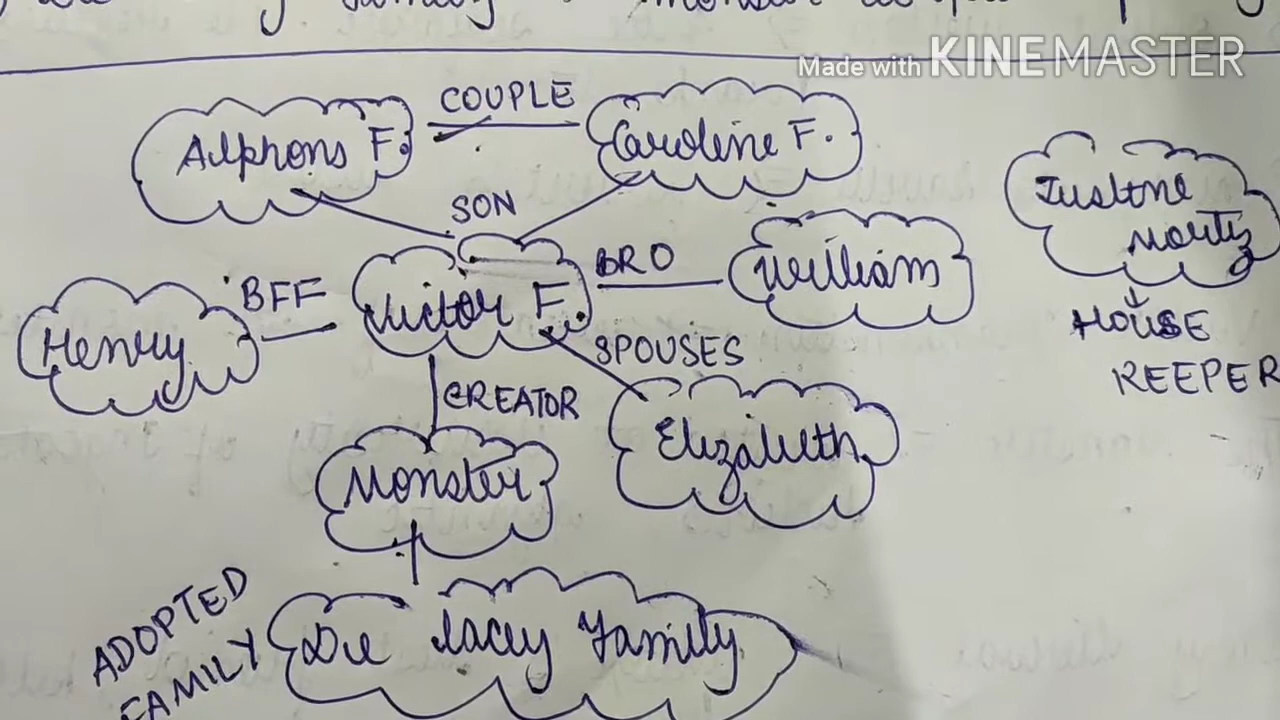 family
Made with KINEMASTER
COUPLE
Alphons F.
Caroline F.
Justine
Moritz
SON
BRO
William
BFF
Victor F.
Henry
HOUSE
KEEPER
SPOUSES
CREATOR
Elizabeth
Monster
ADOPTED
FAMILY
De lacey Family